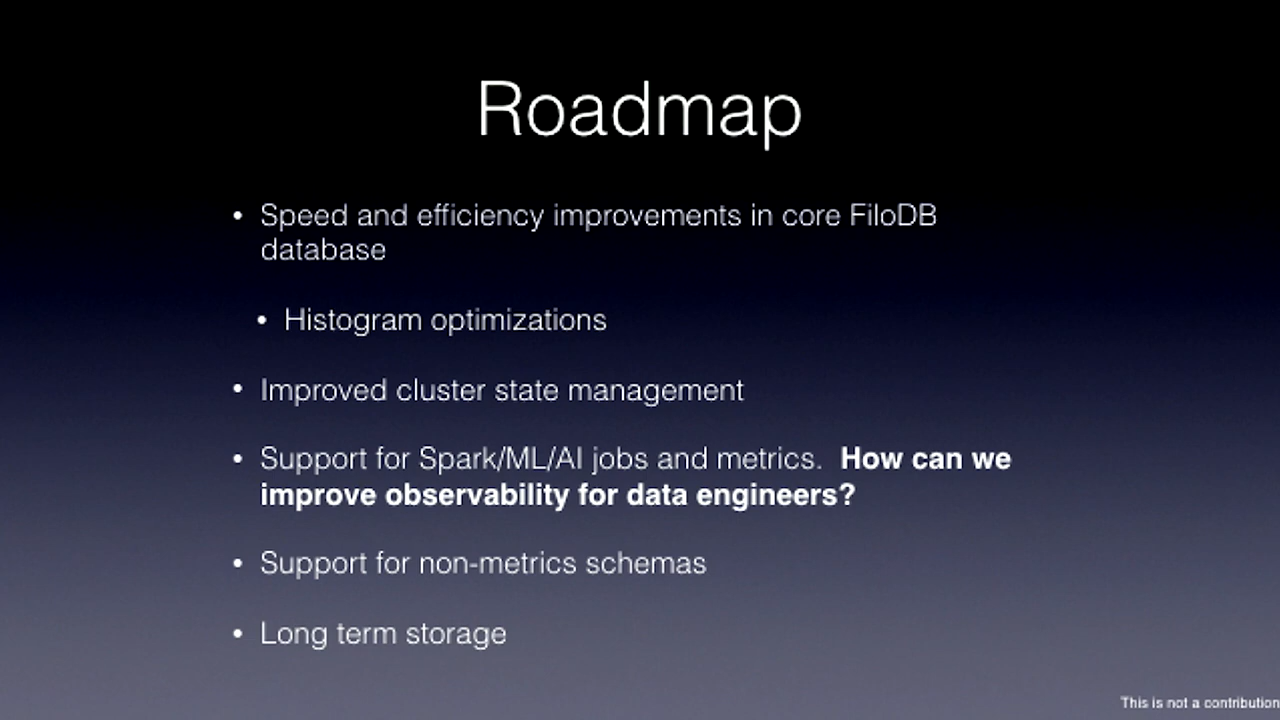 Roadmap
• Speed and efficiency improvements in core FiloDB
database
• Histogram optimizations
• Improved cluster state management
• Support for Spark/ML/AI jobs and metrics.  How can we
improve observability for data engineers?
• Support for non-metrics schemas
• Long term storage
This is not a contribution